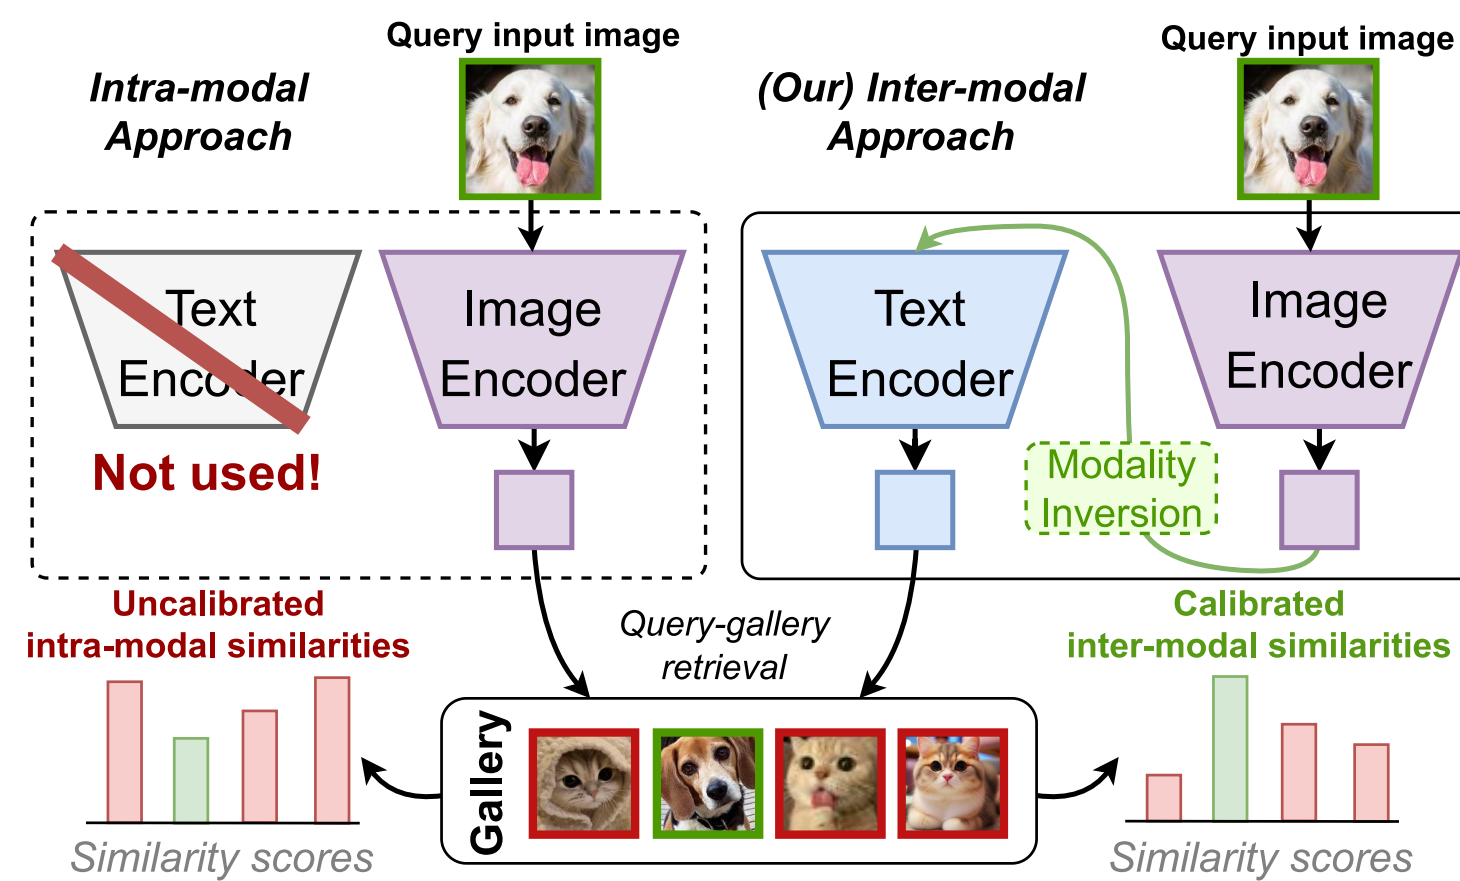 Query input image
Intra-modal
Approach
Text
Encoder
Not used!
Image
Encoder
Query input image
(Our) Inter-modal
Approach
Text
Encoder
Image
Encoder
Modality
Inversion
Uncalibrated
intra-modal similarities
Similarity scores
Query-gallery
retrieval
Gallery
Calibrated
inter-modal similarities
Similarity scores